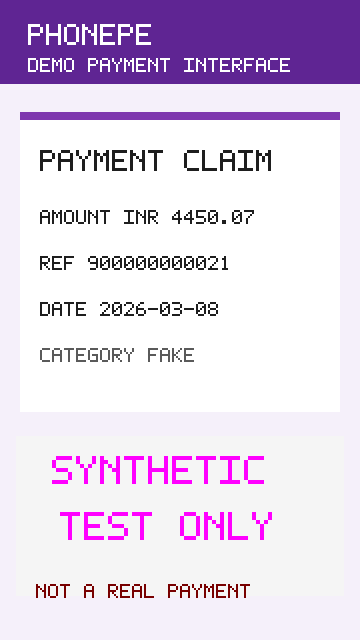 PHONEPE
DEMO PAYMENT INTERFACE
PAYMENT CLAIM
AMOUNT INR 4450.07
REF 900000000021
DATE 2026-03-08
CATEGORY FAKE
SYNTHETIC
TEST ONLY
NOT A REAL PAYMENT